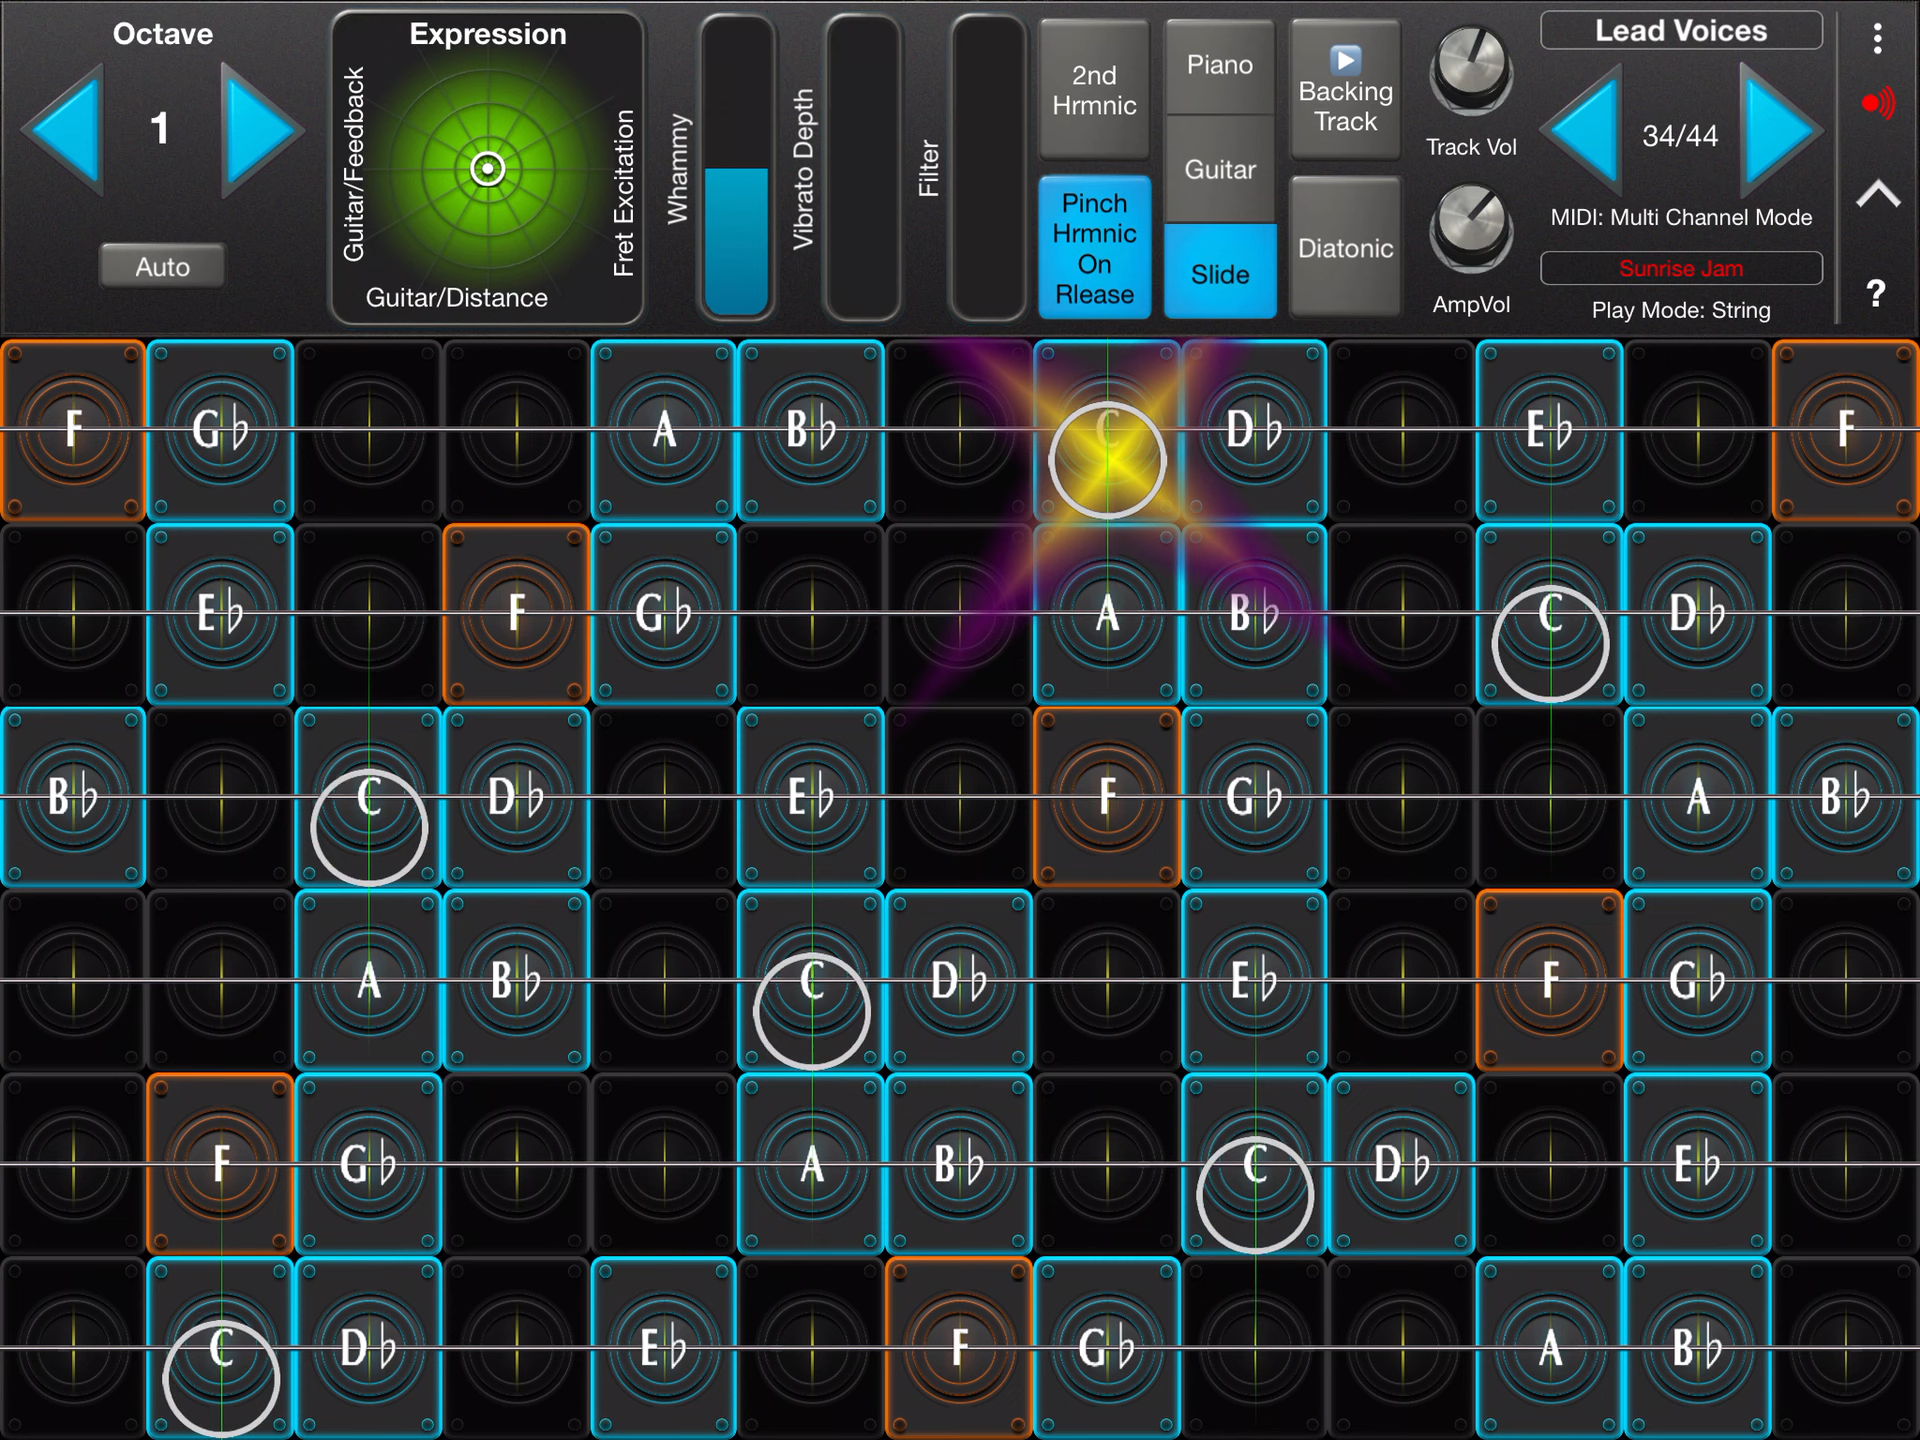 Octave
1
Auto
Expression
Guitar/Feedback
Fret Excitation
Guitar/Distance
Whammy
Vibrato Depth
Filter
2nd
Hrmnic
Pinch
Hrmnic
On
Rlease
Piano
Guitar
Slide
Backing
Track
Diatonic
Track Vol
AmpVol
Lead Voices
34/44
MIDI: Multi Channel Mode
Sunrise Jam
Play Mode: String
?
F G♭ A B♭ C D♭ E♭ F
E♭ F G♭ A B♭ C D♭
B♭ C D♭ E♭ F G♭ A B♭
A B♭ C D♭ E♭ F G♭
F G♭ A B♭ C D♭ E♭
C D♭ E♭ F G♭ A B♭